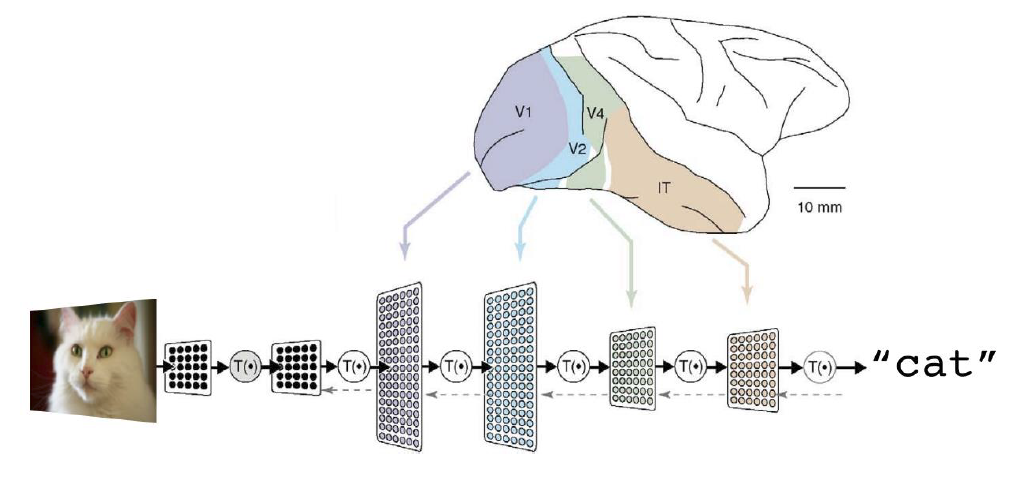 V1
V4
V2
IT
10 mm
T(•) T(•) T(•) T(•) T(•) T(•) “cat”